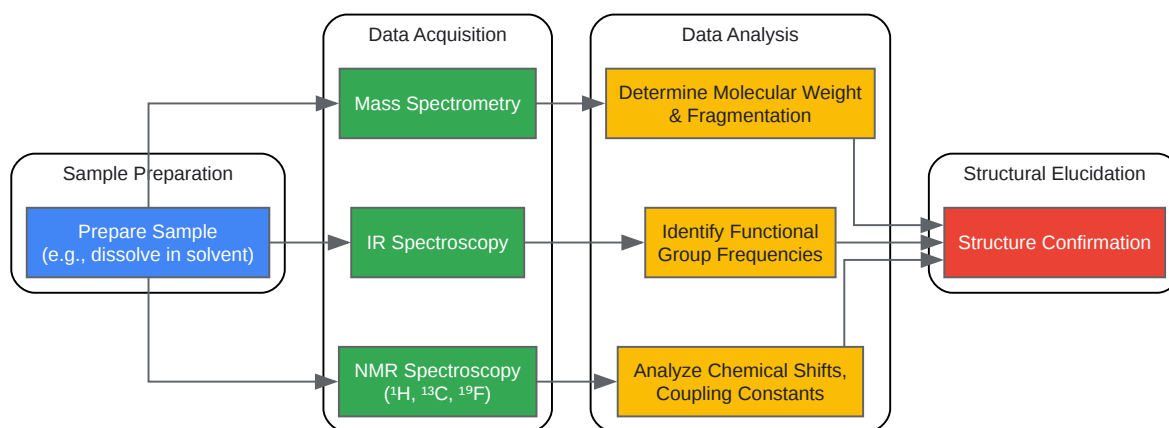 Sample Preparation
Prepare Sample
(e.g., dissolve in solvent)
Data Acquisition
Mass Spectrometry
IR Spectroscopy
NMR Spectroscopy
(¹H, ¹³C, ¹⁹F)
Data Analysis
Determine Molecular Weight
& Fragmentation
Identify Functional
Group Frequencies
Analyze Chemical Shifts,
Coupling Constants
Structural Elucidation
Structure Confirmation